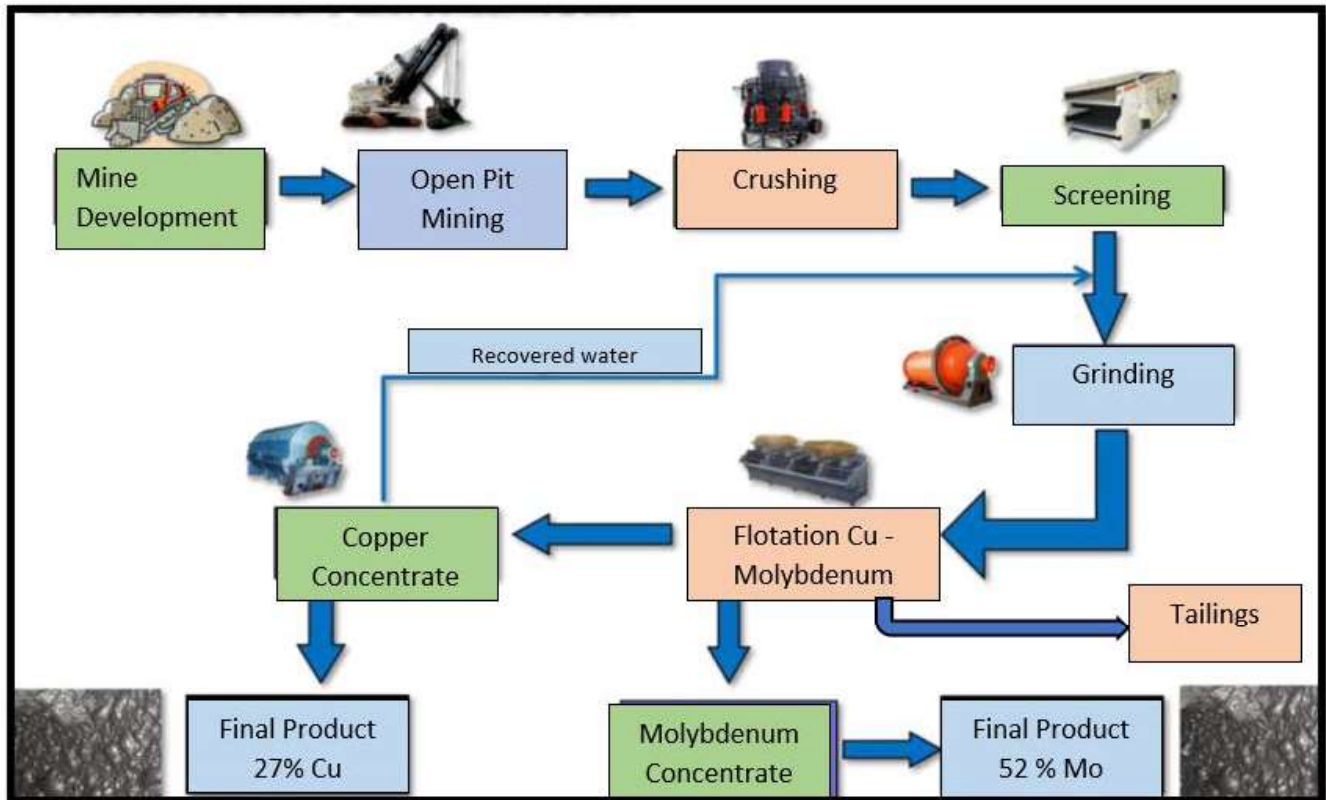 Mine
Development
Open Pit
Mining
Crushing
Screening
Recovered water
Grinding
Copper
Concentrate
Flotation Cu -
Molybdenum
Tailings
Final Product
27% Cu
Molybdenum
Concentrate
Final Product
52 % Mo